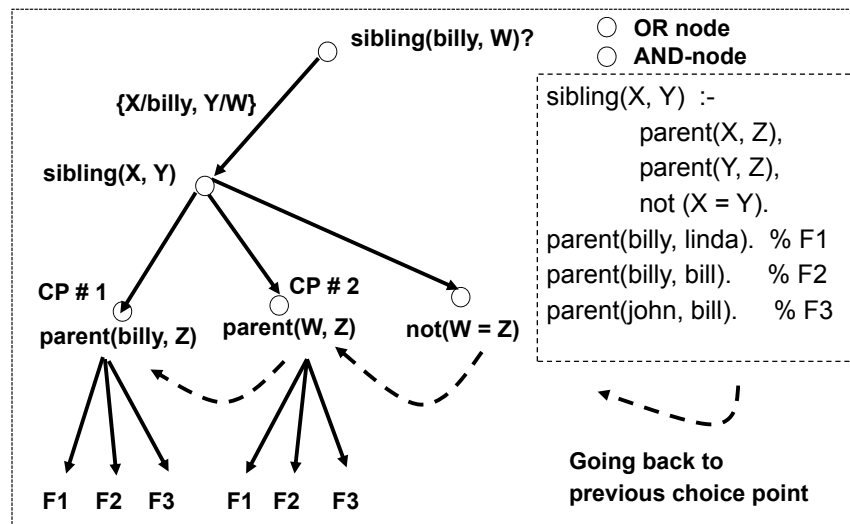 sibling(billy, W)?
OR node
AND-node
{X/billy, Y/W}
sibling(X, Y)
sibling(X, Y) :-
parent(X, Z),
parent(Y, Z),
not (X = Y).
parent(billy, linda). % F1
parent(billy, bill). % F2
parent(john, bill). % F3
CP # 1
CP # 2
parent(billy, Z)
parent(W, Z)
not(W = Z)
F1 F2 F3
F1 F2 F3
Going back to
previous choice point